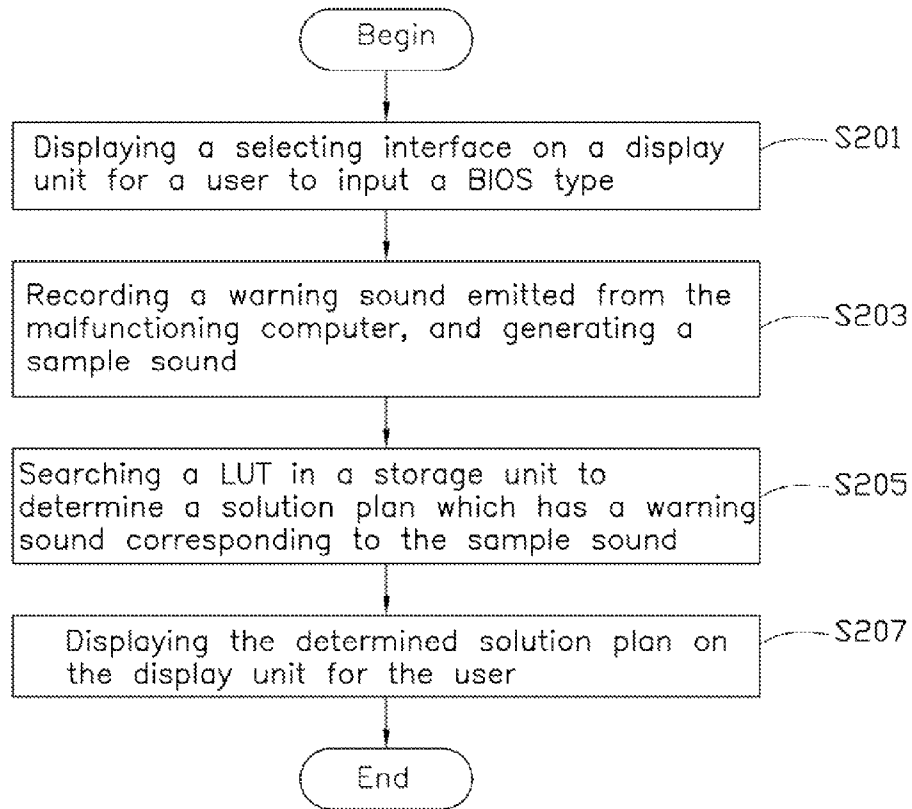 Begin
Displaying a selecting interface on a display
unit for a user to input a BIOS type
S201
Recording a warning sound emitted from the
malfunctioning computer, and generating a
sample sound
S203
Searching a LUT in a storage unit to
determine a solution plan which has a warning
sound corresponding to the sample sound
S205
Displaying the determined solution plan on
the display unit for the user
S207
End